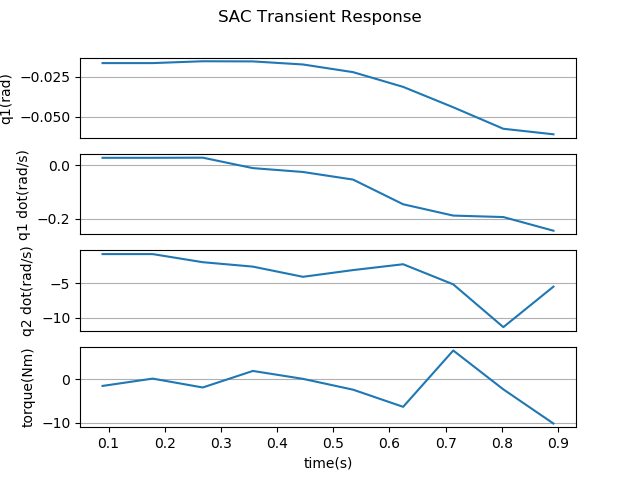 SAC Transient Response
q1(rad)
−0.025
−0.050
q1 dot(rad/s)
0.0
−0.2
q2 dot(rad/s)
−5
−10
torque(Nm)
0
−10
0.1 0.2 0.3 0.4 0.5 0.6 0.7 0.8 0.9
time(s)